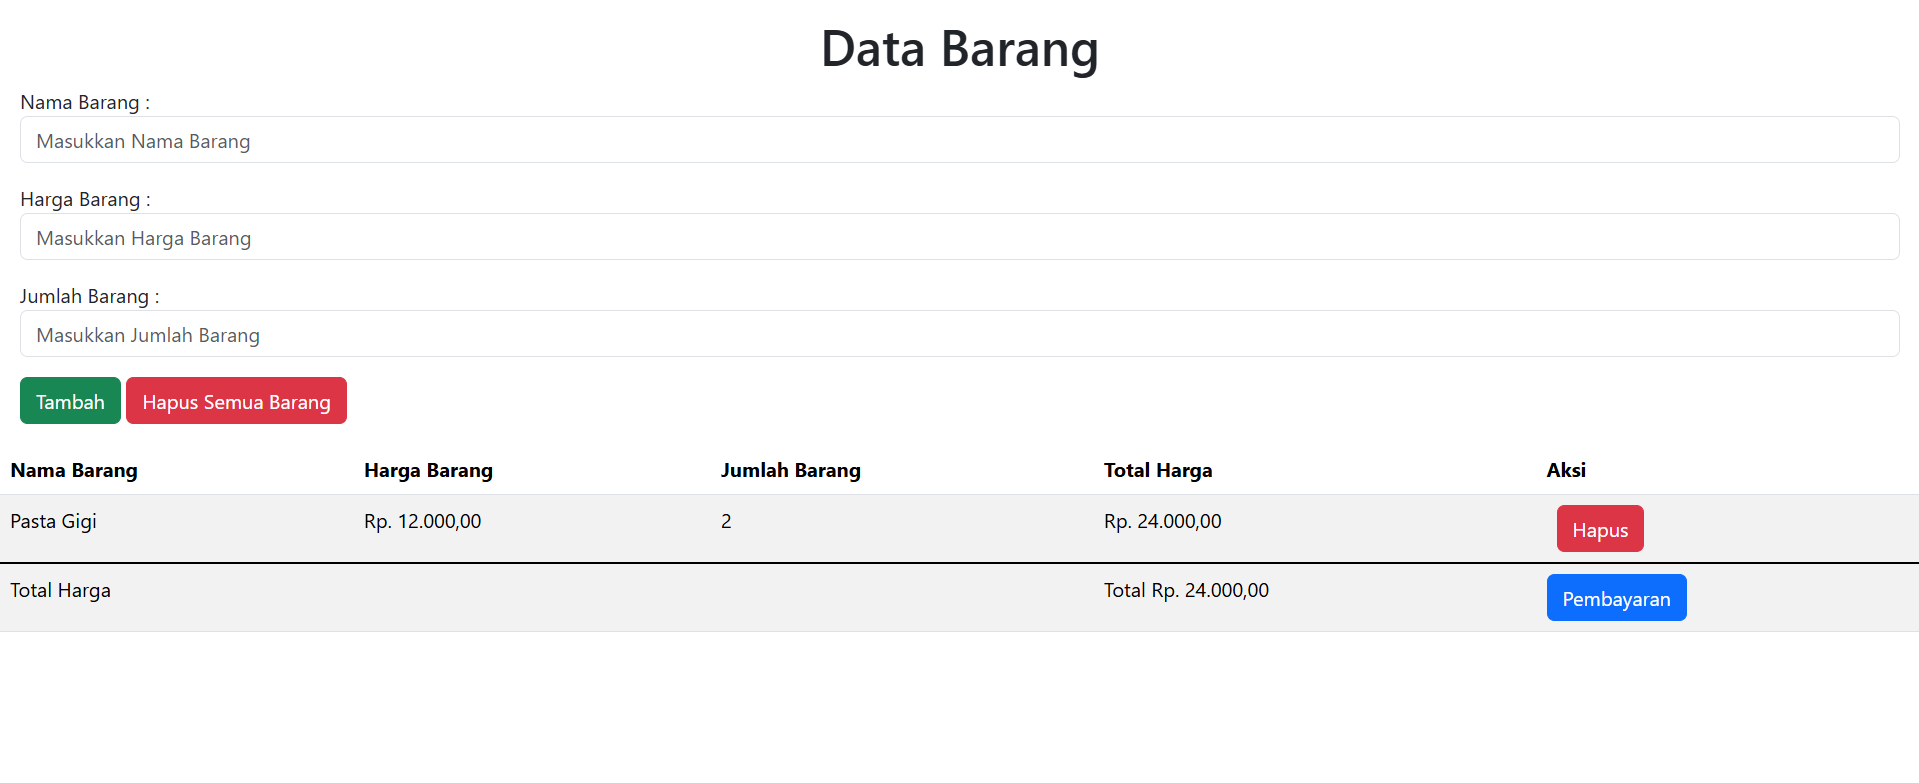 Data Barang
Nama Barang :
Masukkan Nama Barang
Harga Barang :
Masukkan Harga Barang
Jumlah Barang :
Masukkan Jumlah Barang
Tambah Hapus Semua Barang
Nama Barang Harga Barang Jumlah Barang Total Harga Aksi
Pasta Gigi Rp. 12.000,00 2 Rp. 24.000,00 Hapus
Total Harga Total Rp. 24.000,00 Pembayaran